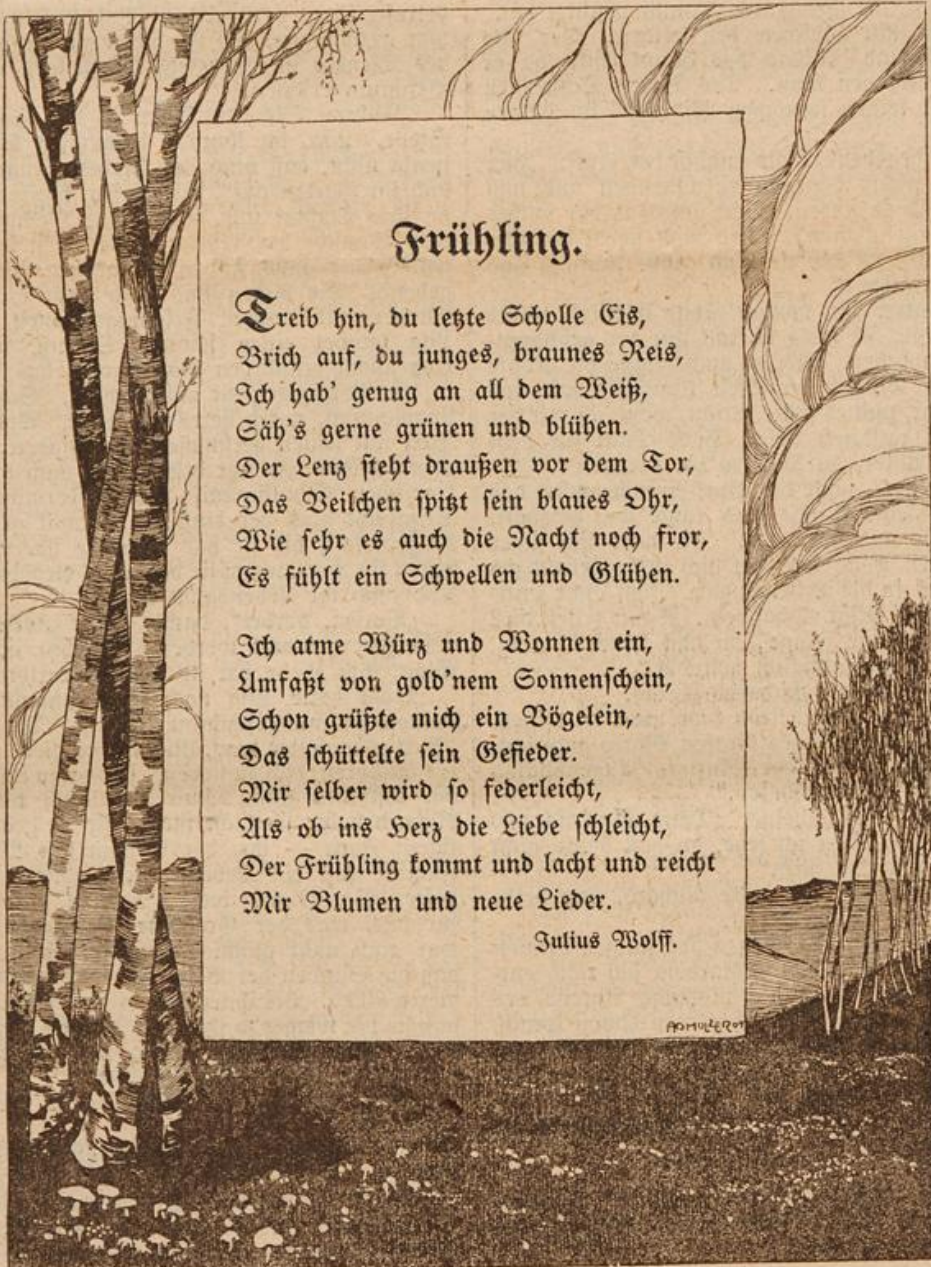 Frühling.
Treib hin, du letzte Scholle Eis,
Brich auf, du junges, braunes Reis,
Ich hab' genug an all dem Weiß,
Säh's gerne grünen und blühen.
Der Lenz steht draußen vor dem Tor,
Das Veilchen spitzt sein blaues Ohr,
Wie sehr es auch die Nacht noch fror,
Es fühlt ein Schwellen und Glühen.
Ich atme Würz und Wonnen ein,
Umfaßt von gold'nem Sonnenschein,
Schon grüßte mich ein Vögelein,
Das schüttelte sein Gefieder.
Mir selber wird so federleicht,
Als ob ins Herz die Liebe schleicht,
Der Frühling kommt und lacht und reicht
Mir Blumen und neue Lieder.
Julius Wolff.